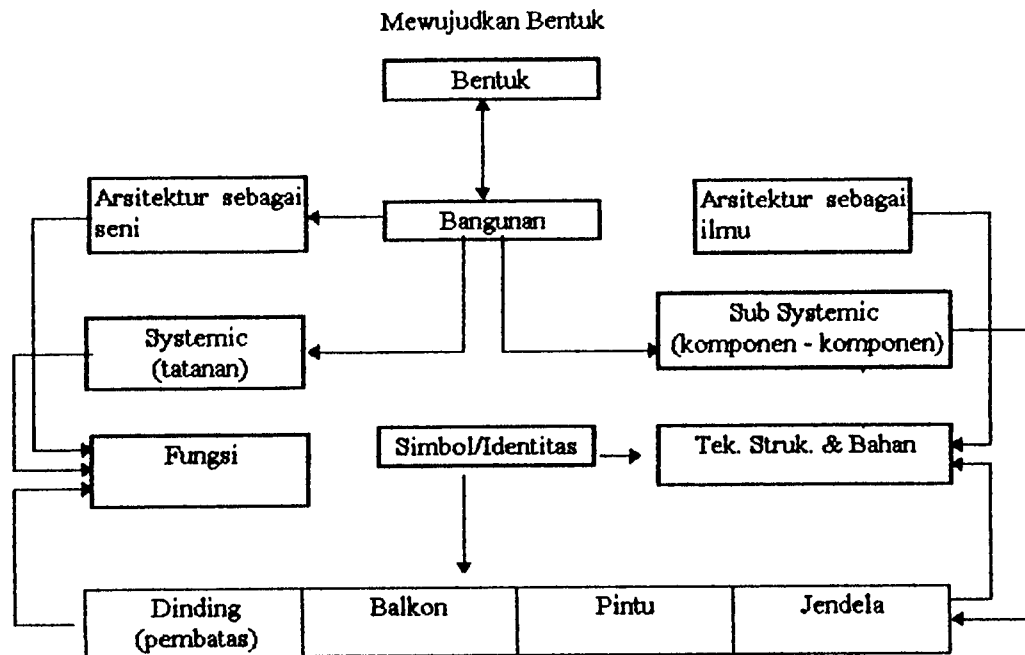 Mewujudkan Bentuk
Bentuk
Arsitektur sebagai
seni
Bangunan
Arsitektur sebagai
ilmu
Systemic
(tatanan)
Sub Systemic
(komponen - komponen)
Fungsi
Simbol/Identitas
Tek. Struk. & Bahan
Dinding
(pembatas)
Balkon
Pintu
Jendela